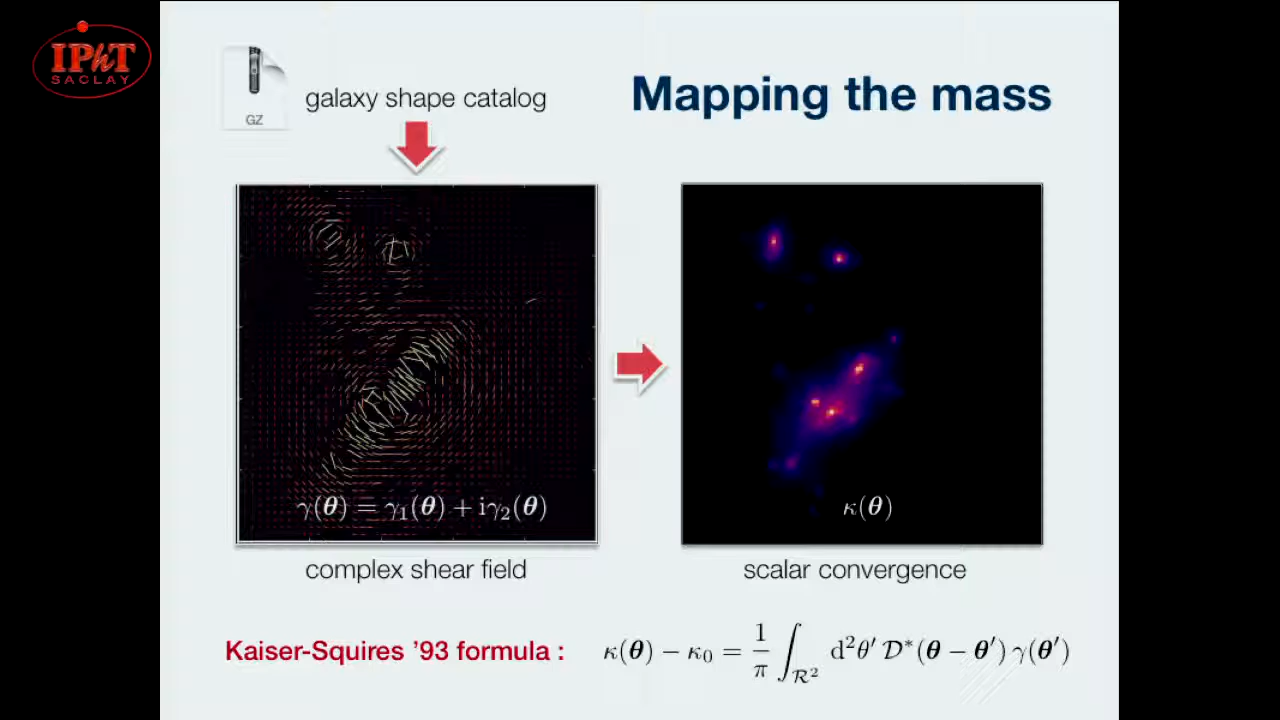 IPhT
SACLAY
GZ
galaxy shape catalog
Mapping the mass
γ(θ) = γ₁(θ) + iγ₂(θ)
κ(θ)
complex shear field
scalar convergence
Kaiser-Squires ’93 formula : κ(θ) − κ₀ = 1/π ∫_ℛ² d²θ′ 𝒟*(θ − θ′) γ(θ′)